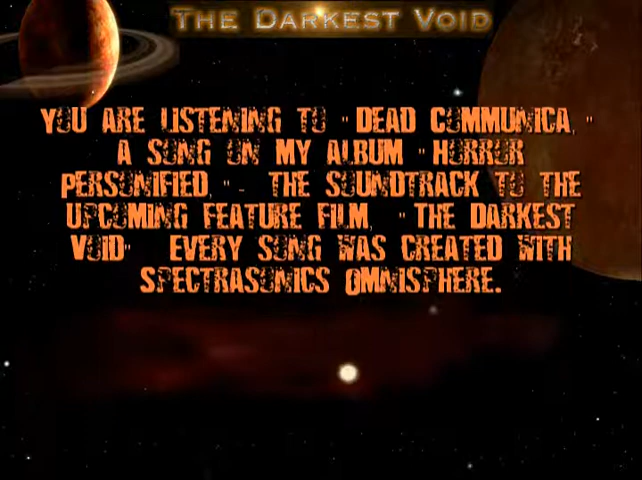 THE DARKEST VOID
YOU ARE LISTENING TO "DEAD COMMUNICA,"
A SONG ON MY ALBUM "HORROR
PERSONIFIED," - THE SOUNDTRACK TO THE
UPCOMING FEATURE FILM, "THE DARKEST
VOID" EVERY SONG WAS CREATED WITH
SPECTRASONICS OMNISPHERE.